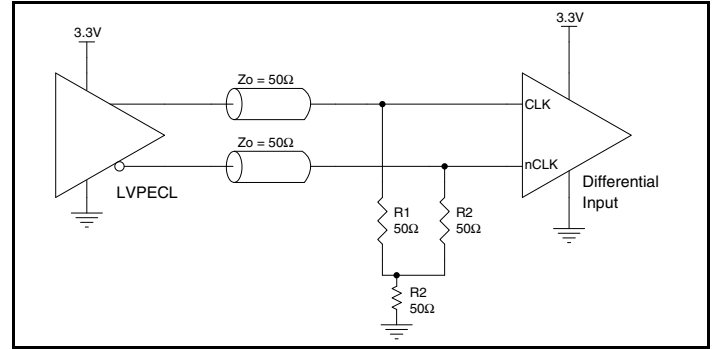 3.3V
3.3V
Zo = 50Ω
CLK
Zo = 50Ω
nCLK
LVPECL
Differential
Input
R1
50Ω
R2
50Ω
R2
50Ω